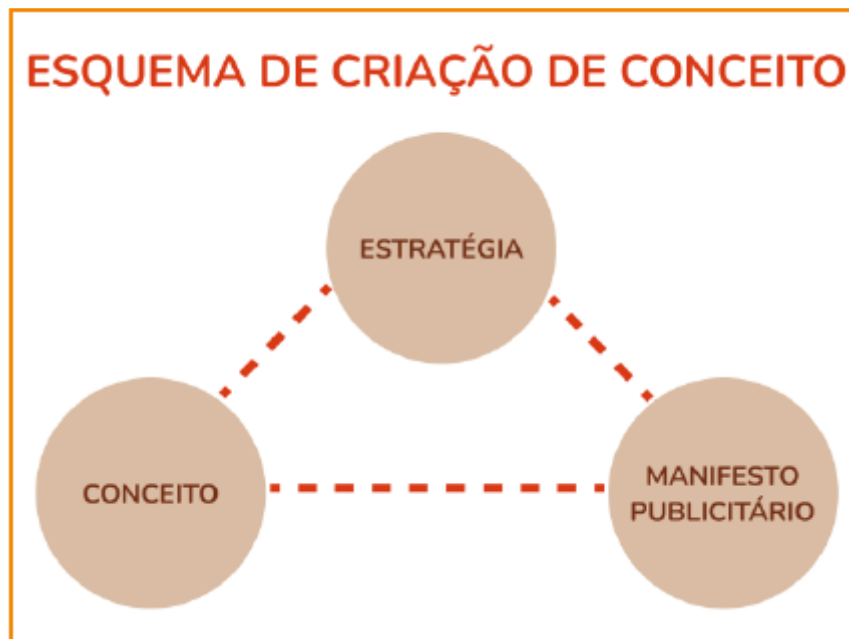 ESQUEMA DE CRIAÇÃO DE CONCEITO
ESTRATÉGIA
CONCEITO
MANIFESTO
PUBLICITÁRIO